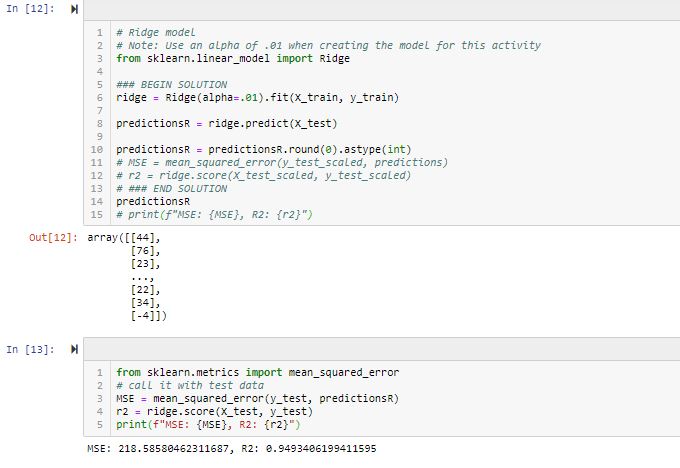 In [12]:
1 # Ridge model
2 # Note: Use an alpha of .01 when creating the model for this activity
3 from sklearn.linear_model import Ridge
4
5 ### BEGIN SOLUTION
6 ridge = Ridge(alpha=.01).fit(X_train, y_train)
7
8 predictionsR = ridge.predict(X_test)
9
10 predictionsR = predictionsR.round(0).astype(int)
11 # MSE = mean_squared_error(y_test_scaled, predictions)
12 # r2 = ridge.score(X_test_scaled, y_test_scaled)
13 # ### END SOLUTION
14 predictionsR
15 # print(f"MSE: {MSE}, R2: {r2}")
Out[12]: array([[44],
[76],
[23],
...,
[22],
[34],
[-4]])
In [13]:
1 from sklearn.metrics import mean_squared_error
2 # call it with test data
3 MSE = mean_squared_error(y_test, predictionsR)
4 r2 = ridge.score(X_test, y_test)
5 print(f"MSE: {MSE}, R2: {r2}")
MSE: 218.58580462311687, R2: 0.9493406199411595